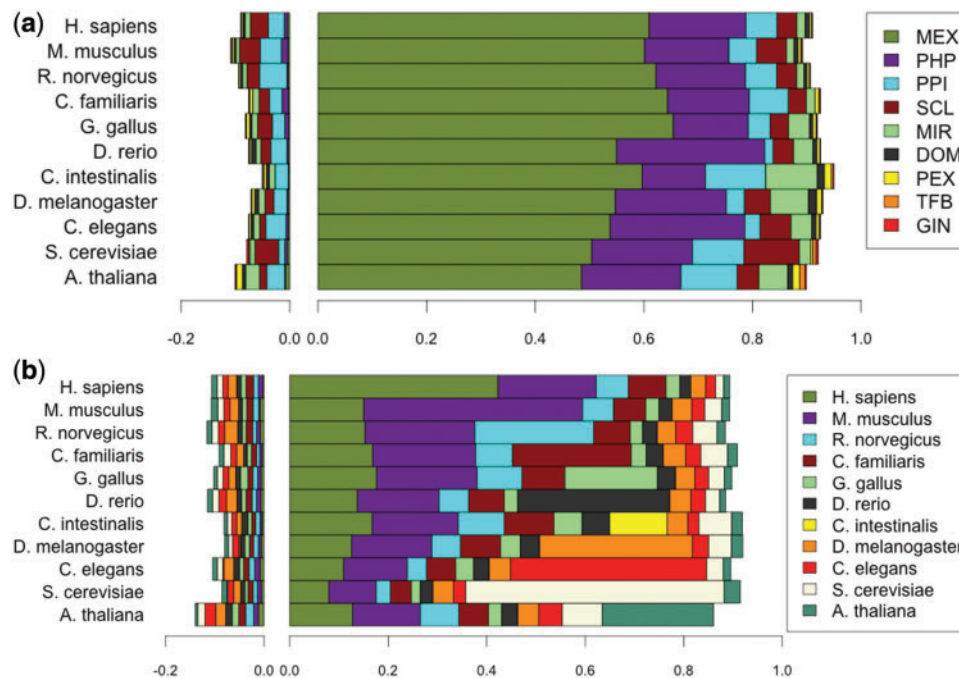 (a)
H. sapiens
M. musculus
R. norvegicus
C. familiaris
G. gallus
D. rerio
C. intestinalis
D. melanogaster
C. elegans
S. cerevisiae
A. thaliana
-0.2 0.0 0.0 0.2 0.4 0.6 0.8 1.0
MEX
PHP
PPI
SCL
MIR
DOM
PEX
TFB
GIN
(b)
H. sapiens
M. musculus
R. norvegicus
C. familiaris
G. gallus
D. rerio
C. intestinalis
D. melanogaster
C. elegans
S. cerevisiae
A. thaliana
-0.2 0.0 0.0 0.2 0.4 0.6 0.8 1.0
H. sapiens
M. musculus
R. norvegicus
C. familiaris
G. gallus
D. rerio
C. intestinalis
D. melanogaster
C. elegans
S. cerevisiae
A. thaliana